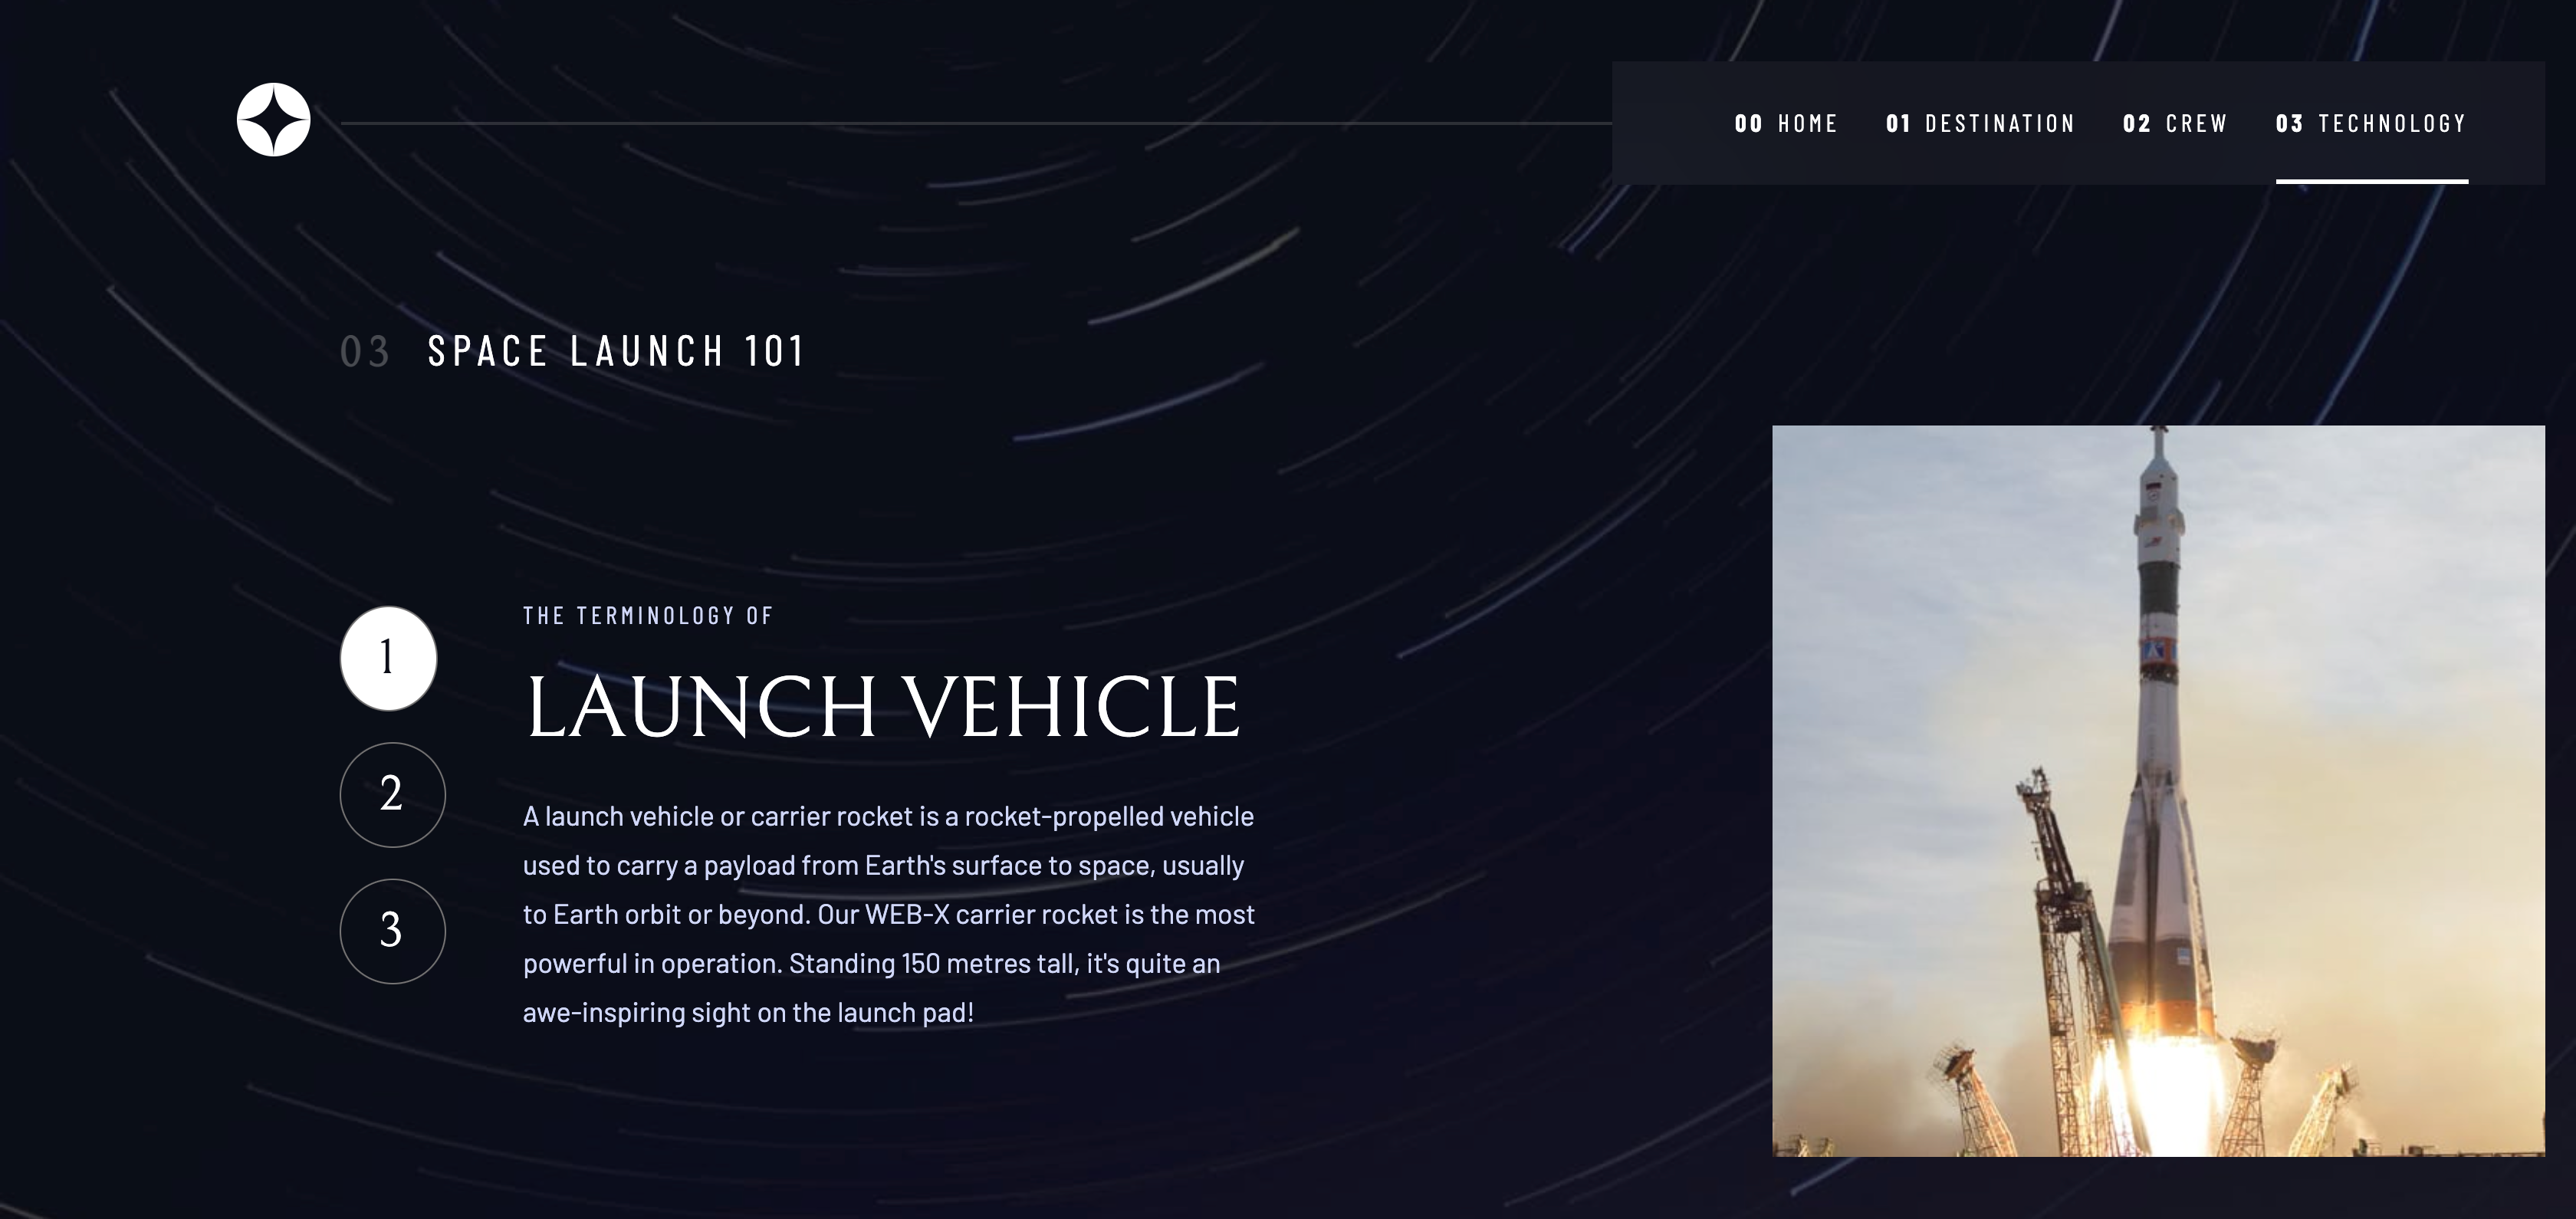 00 HOME 01 DESTINATION 02 CREW 03 TECHNOLOGY
03 SPACE LAUNCH 101
1
2
3
THE TERMINOLOGY OF
LAUNCH VEHICLE
A launch vehicle or carrier rocket is a rocket-propelled vehicle
used to carry a payload from Earth's surface to space, usually
to Earth orbit or beyond. Our WEB-X carrier rocket is the most
powerful in operation. Standing 150 metres tall, it's quite an
awe-inspiring sight on the launch pad!